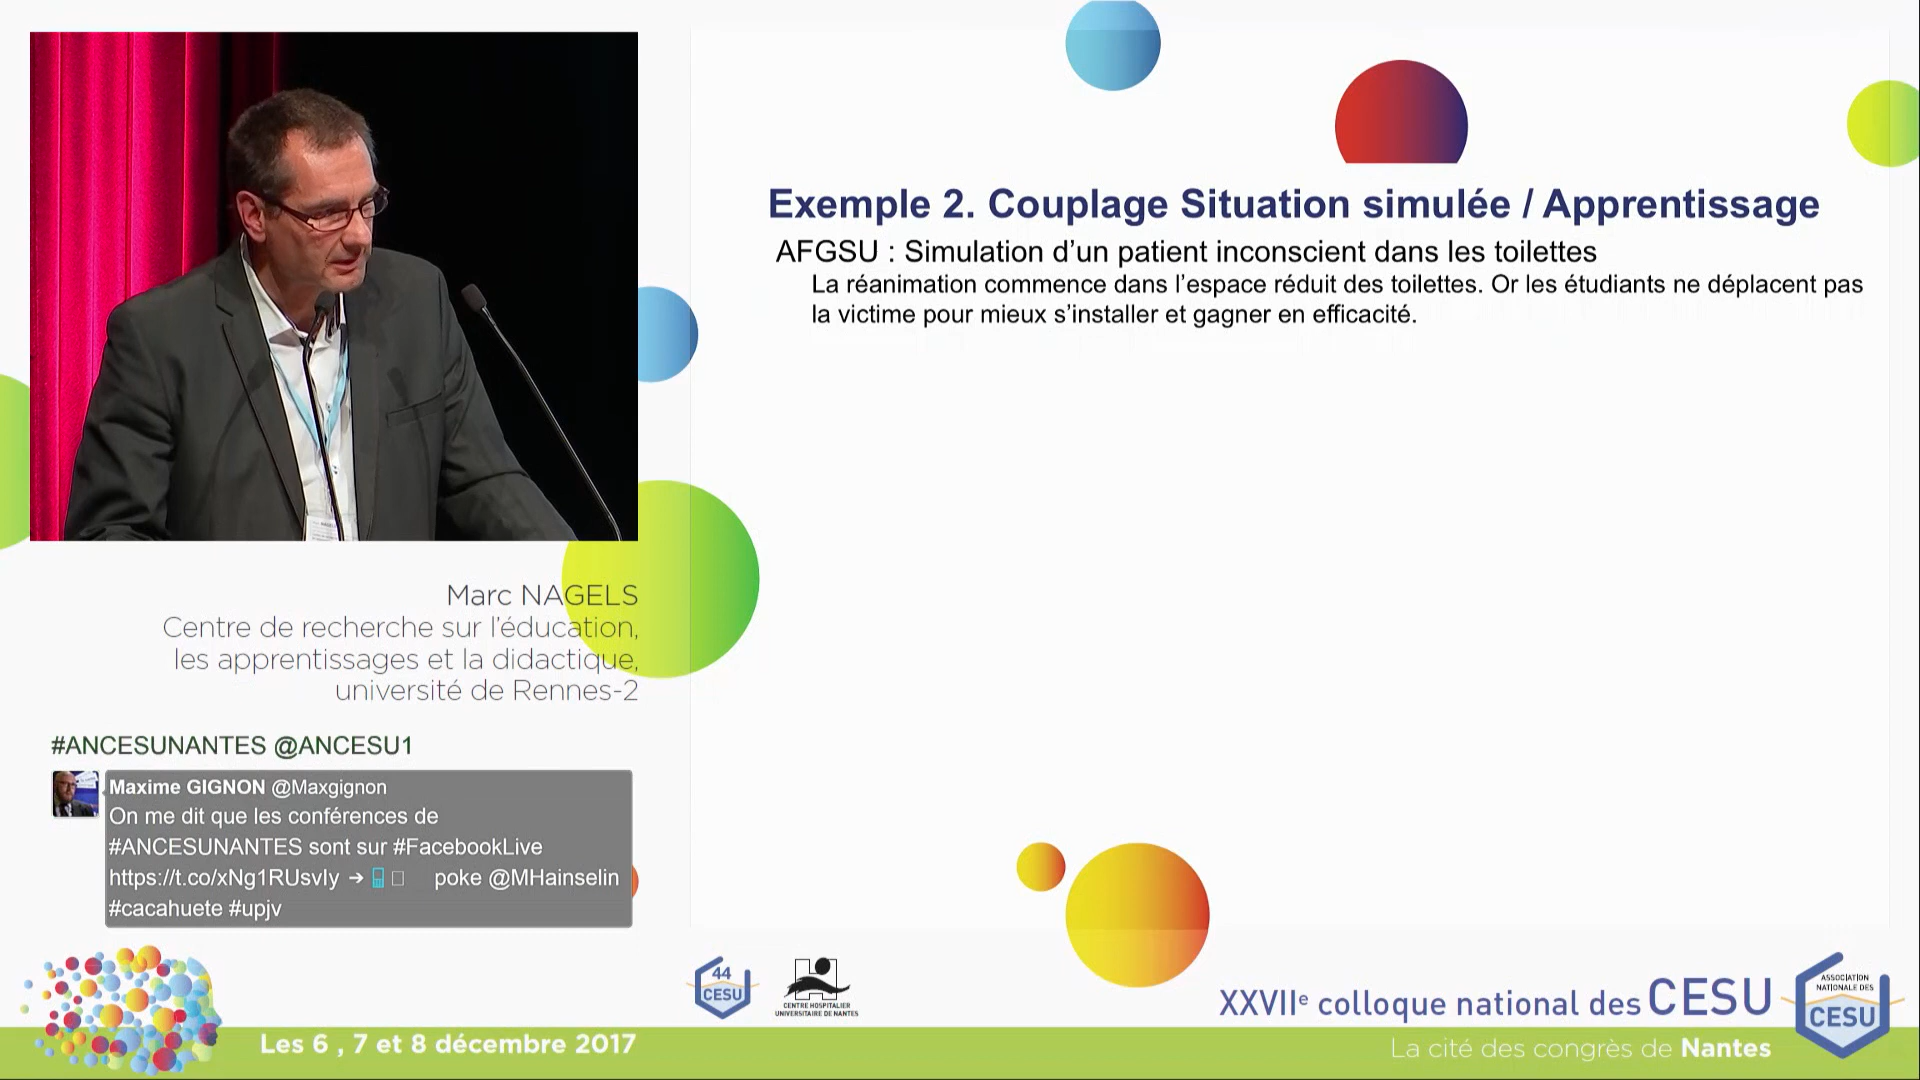 Exemple 2. Couplage Situation simulée / Apprentissage
AFGSU : Simulation d’un patient inconscient dans les toilettes
La réanimation commence dans l’espace réduit des toilettes. Or les étudiants ne déplacent pas
la victime pour mieux s’installer et gagner en efficacité.
Marc NAGELS
Centre de recherche sur l’éducation,
les apprentissages et la didactique,
université de Rennes-2
#ANCESUNANTES @ANCESU1
Maxime GIGNON @Maxgignon
On me dit que les conférences de
#ANCESUNANTES sont sur #FacebookLive
https://t.co/xNg1RUsvIy ➔ poke @MHainselin
#cacahuete #upjv
44
CESU
CENTRE HOSPITALIER
UNIVERSITAIRE DE NANTES
XXVIIe colloque national des CESU
ASSOCIATION
NATIONALE DES
CESU
Les 6 , 7 et 8 décembre 2017
La cité des congrès de Nantes